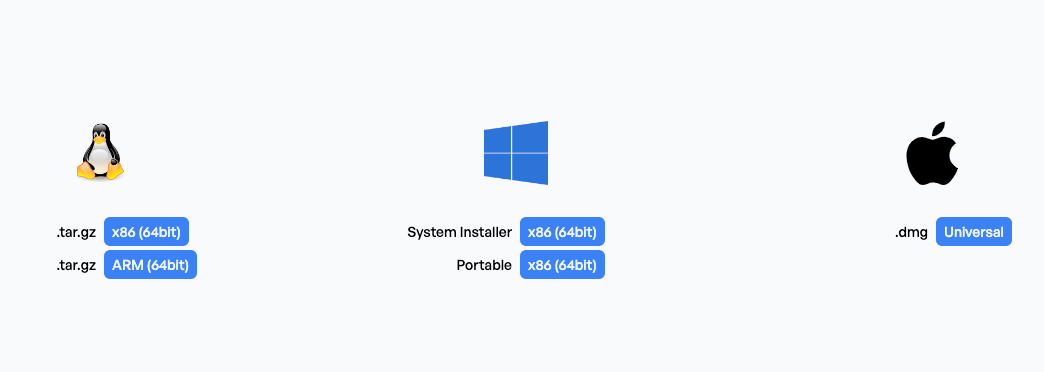 .tar.gz x86 (64bit)
.tar.gz ARM (64bit)
System Installer x86 (64bit)
Portable x86 (64bit)
.dmg Universal